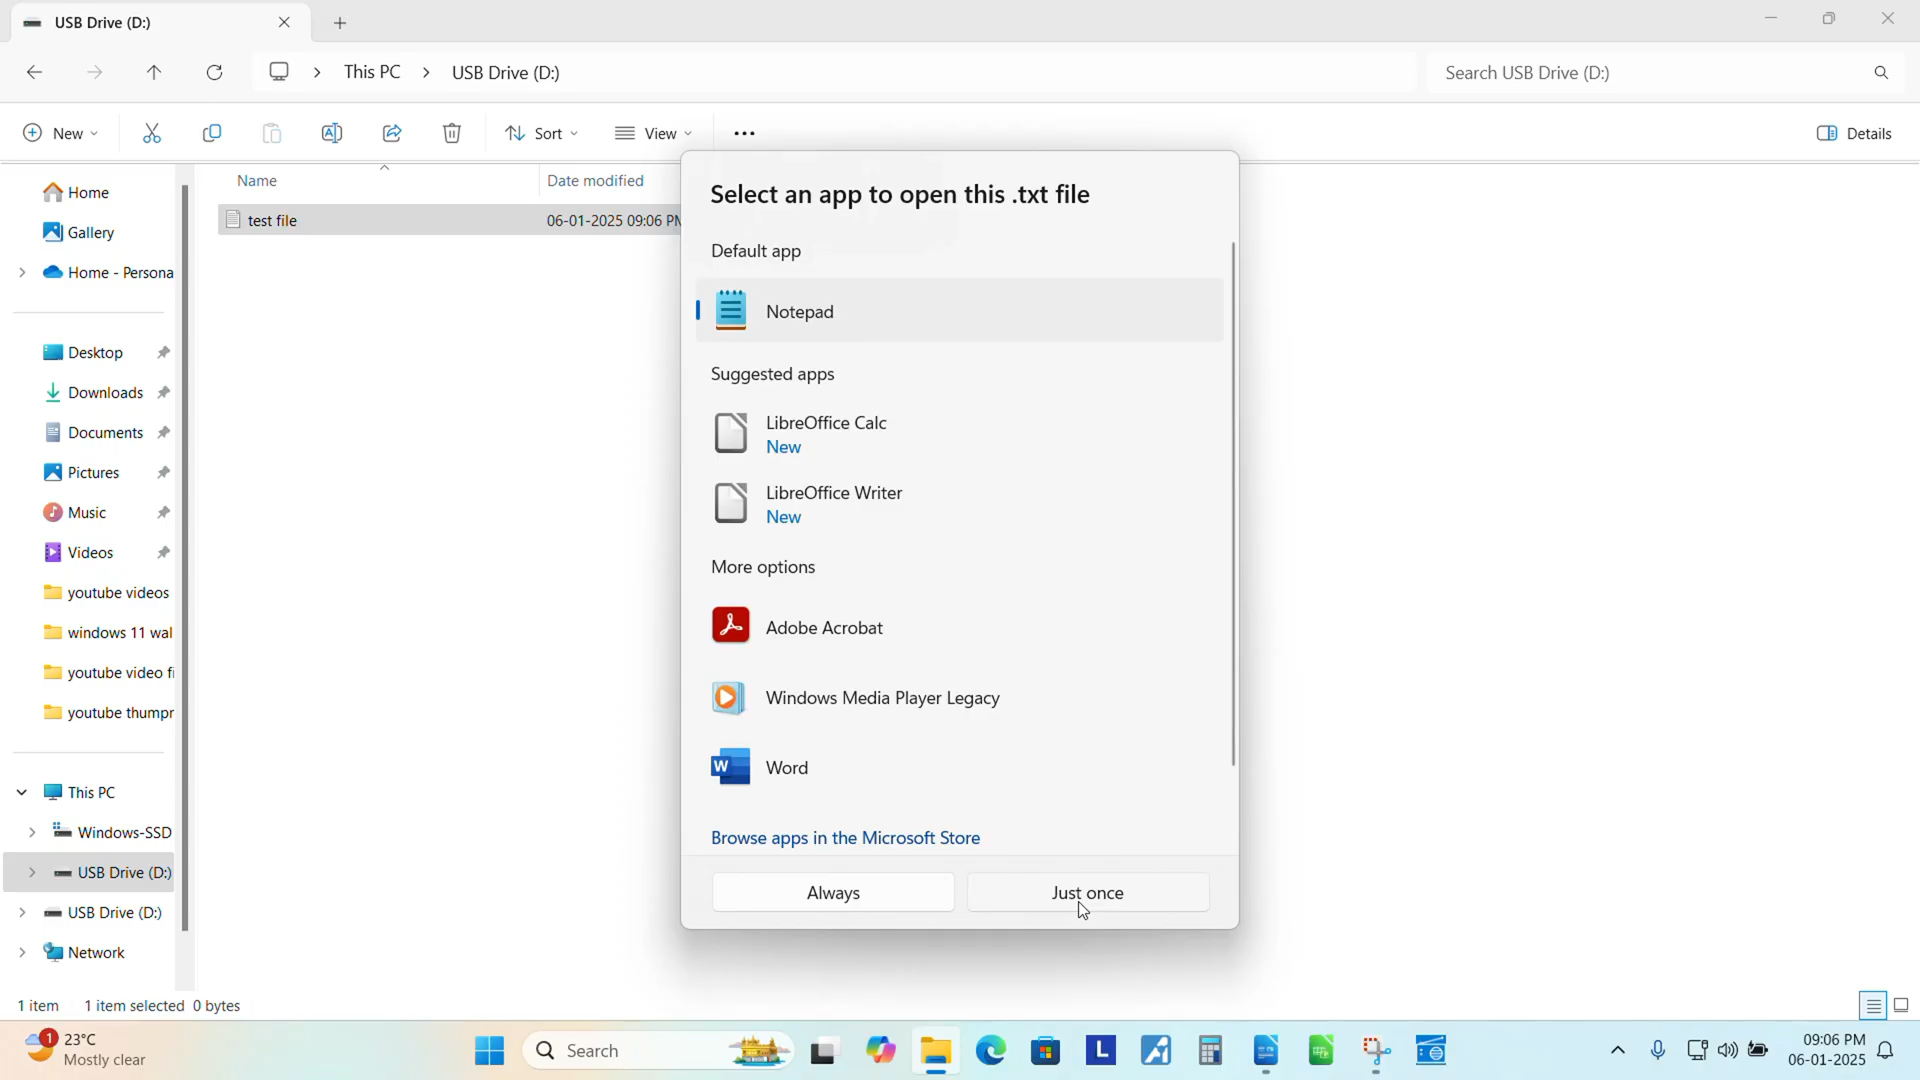 USB Drive (D:)
This PC
USB Drive (D:)
Search USB Drive (D:)
New
Sort
View
Details
Name
Date modified
test file
06-01-2025 09:06 PM
Home
Gallery
Home - Persona
Desktop
Downloads
Documents
Pictures
Music
Videos
youtube videos
windows 11 wal
youtube video fi
youtube thumpr
This PC
Windows-SSD
USB Drive (D:)
USB Drive (D:)
Network
Select an app to open this .txt file
Default app
Notepad
Suggested apps
LibreOffice Calc
New
LibreOffice Writer
New
More options
Adobe Acrobat
Windows Media Player Legacy
W
Word
Browse apps in the Microsoft Store
Always
Just once
1 item
1 item selected 0 bytes
1
23°C
Mostly clear
Search
L
09:06 PM
06-01-2025